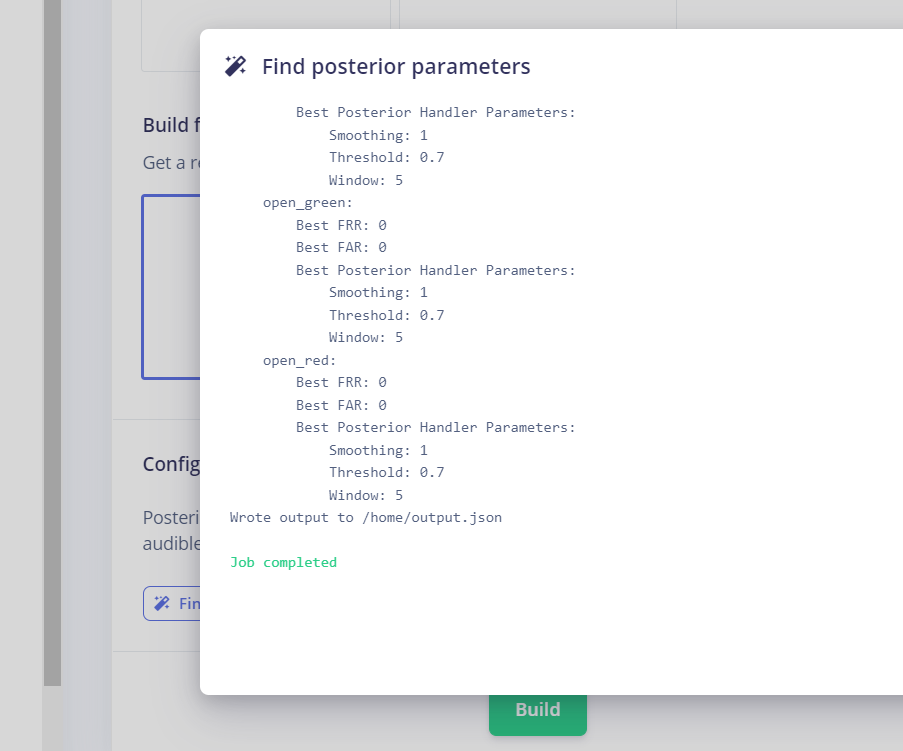 Find posterior parameters
Best Posterior Handler Parameters:
Smoothing: 1
Threshold: 0.7
Window: 5
open_green:
Best FRR: 0
Best FAR: 0
Best Posterior Handler Parameters:
Smoothing: 1
Threshold: 0.7
Window: 5
open_red:
Best FRR: 0
Best FAR: 0
Best Posterior Handler Parameters:
Smoothing: 1
Threshold: 0.7
Window: 5
Wrote output to /home/output.json
Job completed
Build f
Get a r
Config
Posteri
audible
Fin
Build